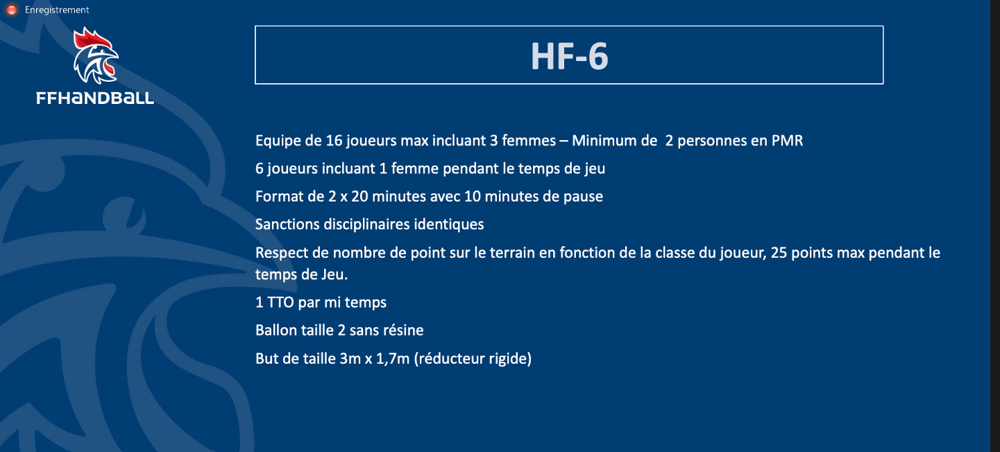 Enregistrement
FFHANDBALL
HF-6
Equipe de 16 joueurs max incluant 3 femmes – Minimum de  2 personnes en PMR
6 joueurs incluant 1 femme pendant le temps de jeu
Format de 2 x 20 minutes avec 10 minutes de pause
Sanctions disciplinaires identiques
Respect de nombre de point sur le terrain en fonction de la classe du joueur, 25 points max pendant le
temps de Jeu.
1 TTO par mi temps
Ballon taille 2 sans résine
But de taille 3m x 1,7m (réducteur rigide)